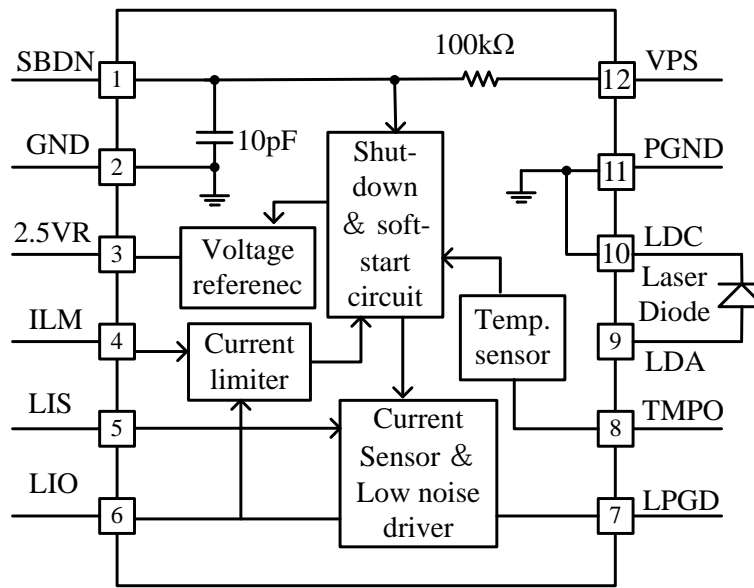 100kΩ
SBDN
1
12
VPS
10pF
GND
2
11
PGND
Shut-
down
& soft-
start
circuit
2.5VR
3
Voltage
referenec
10
LDC
Laser
Diode
ILM
4
Current
limiter
Temp.
sensor
9
LDA
LIS
5
Current
Sensor &
Low noise
driver
8
TMPO
LIO
6
7
LPGD